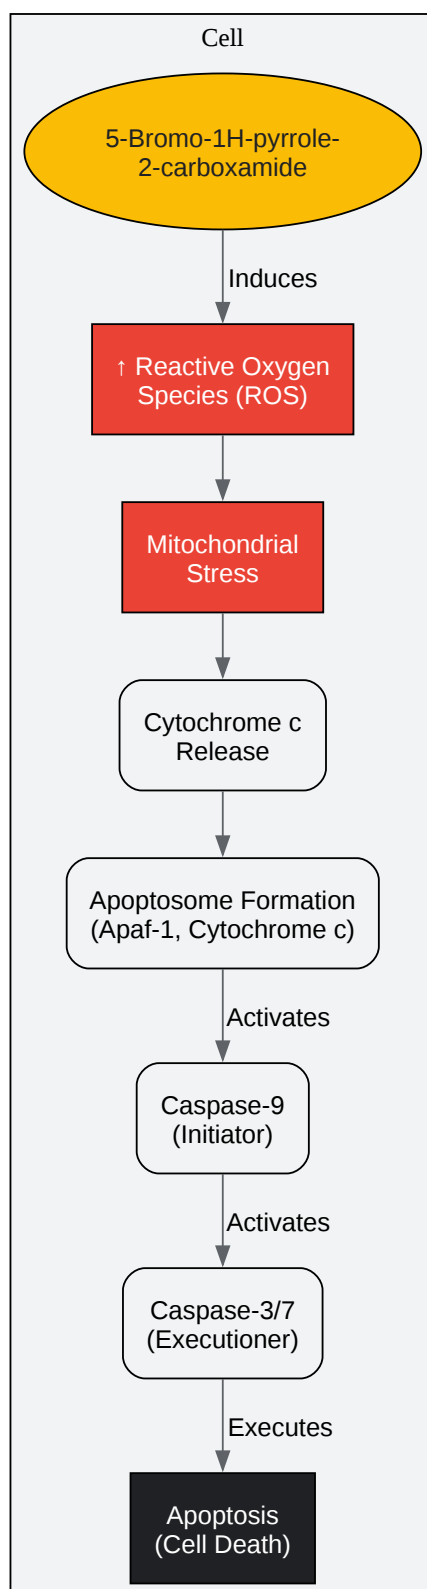 Cell
5-Bromo-1H-pyrrole-
2-carboxamide
Induces
↑ Reactive Oxygen
Species (ROS)
Mitochondrial
Stress
Cytochrome c
Release
Apoptosome Formation
(Apaf-1, Cytochrome c)
Activates
Caspase-9
(Initiator)
Activates
Caspase-3/7
(Executioner)
Executes
Apoptosis
(Cell Death)